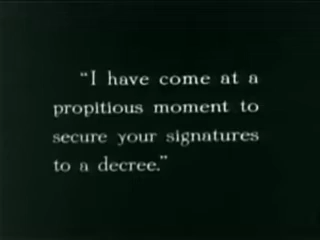 “I have come at a
propitious moment to
secure your signatures
to a decree.”